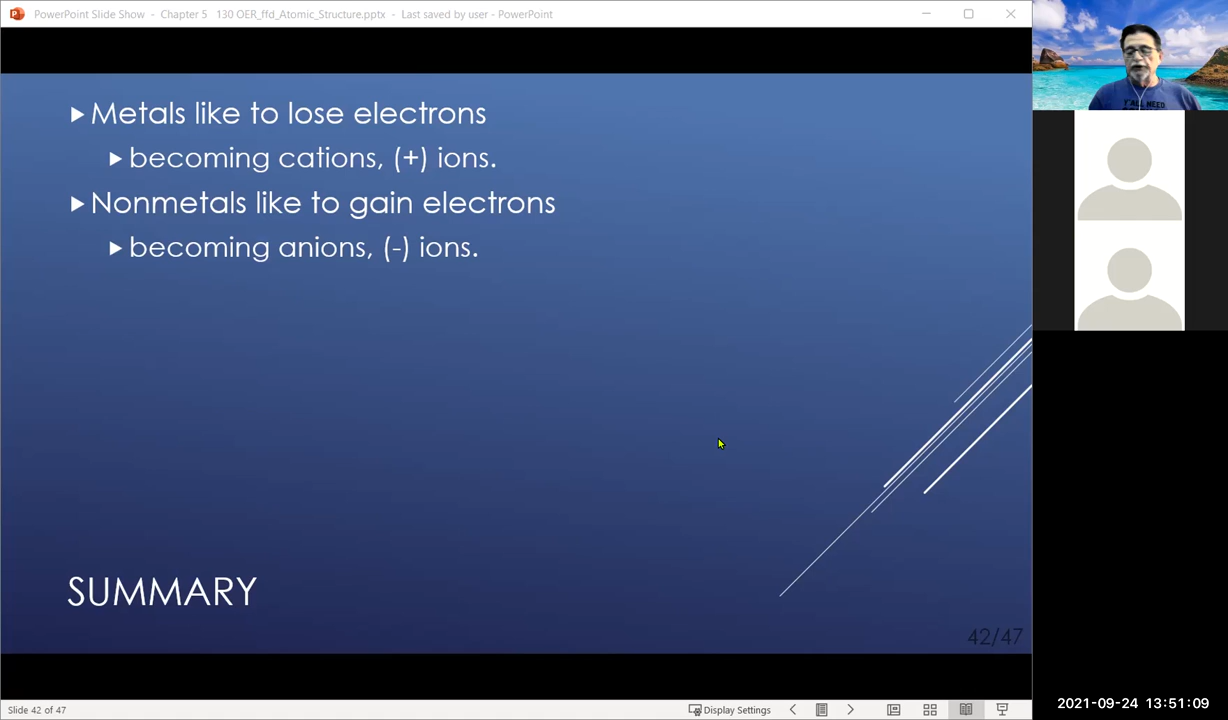 PowerPoint Slide Show - Chapter 5 130 OER_ffd_Atomic_Structure.pptx - Last saved by user - PowerPoint
Metals like to lose electrons
becoming cations, (+) ions.
Nonmetals like to gain electrons
becoming anions, (-) ions.
SUMMARY
42/47
Slide 42 of 47
Display Settings
Y'ALL NEED
2021-09-24 13:51:09